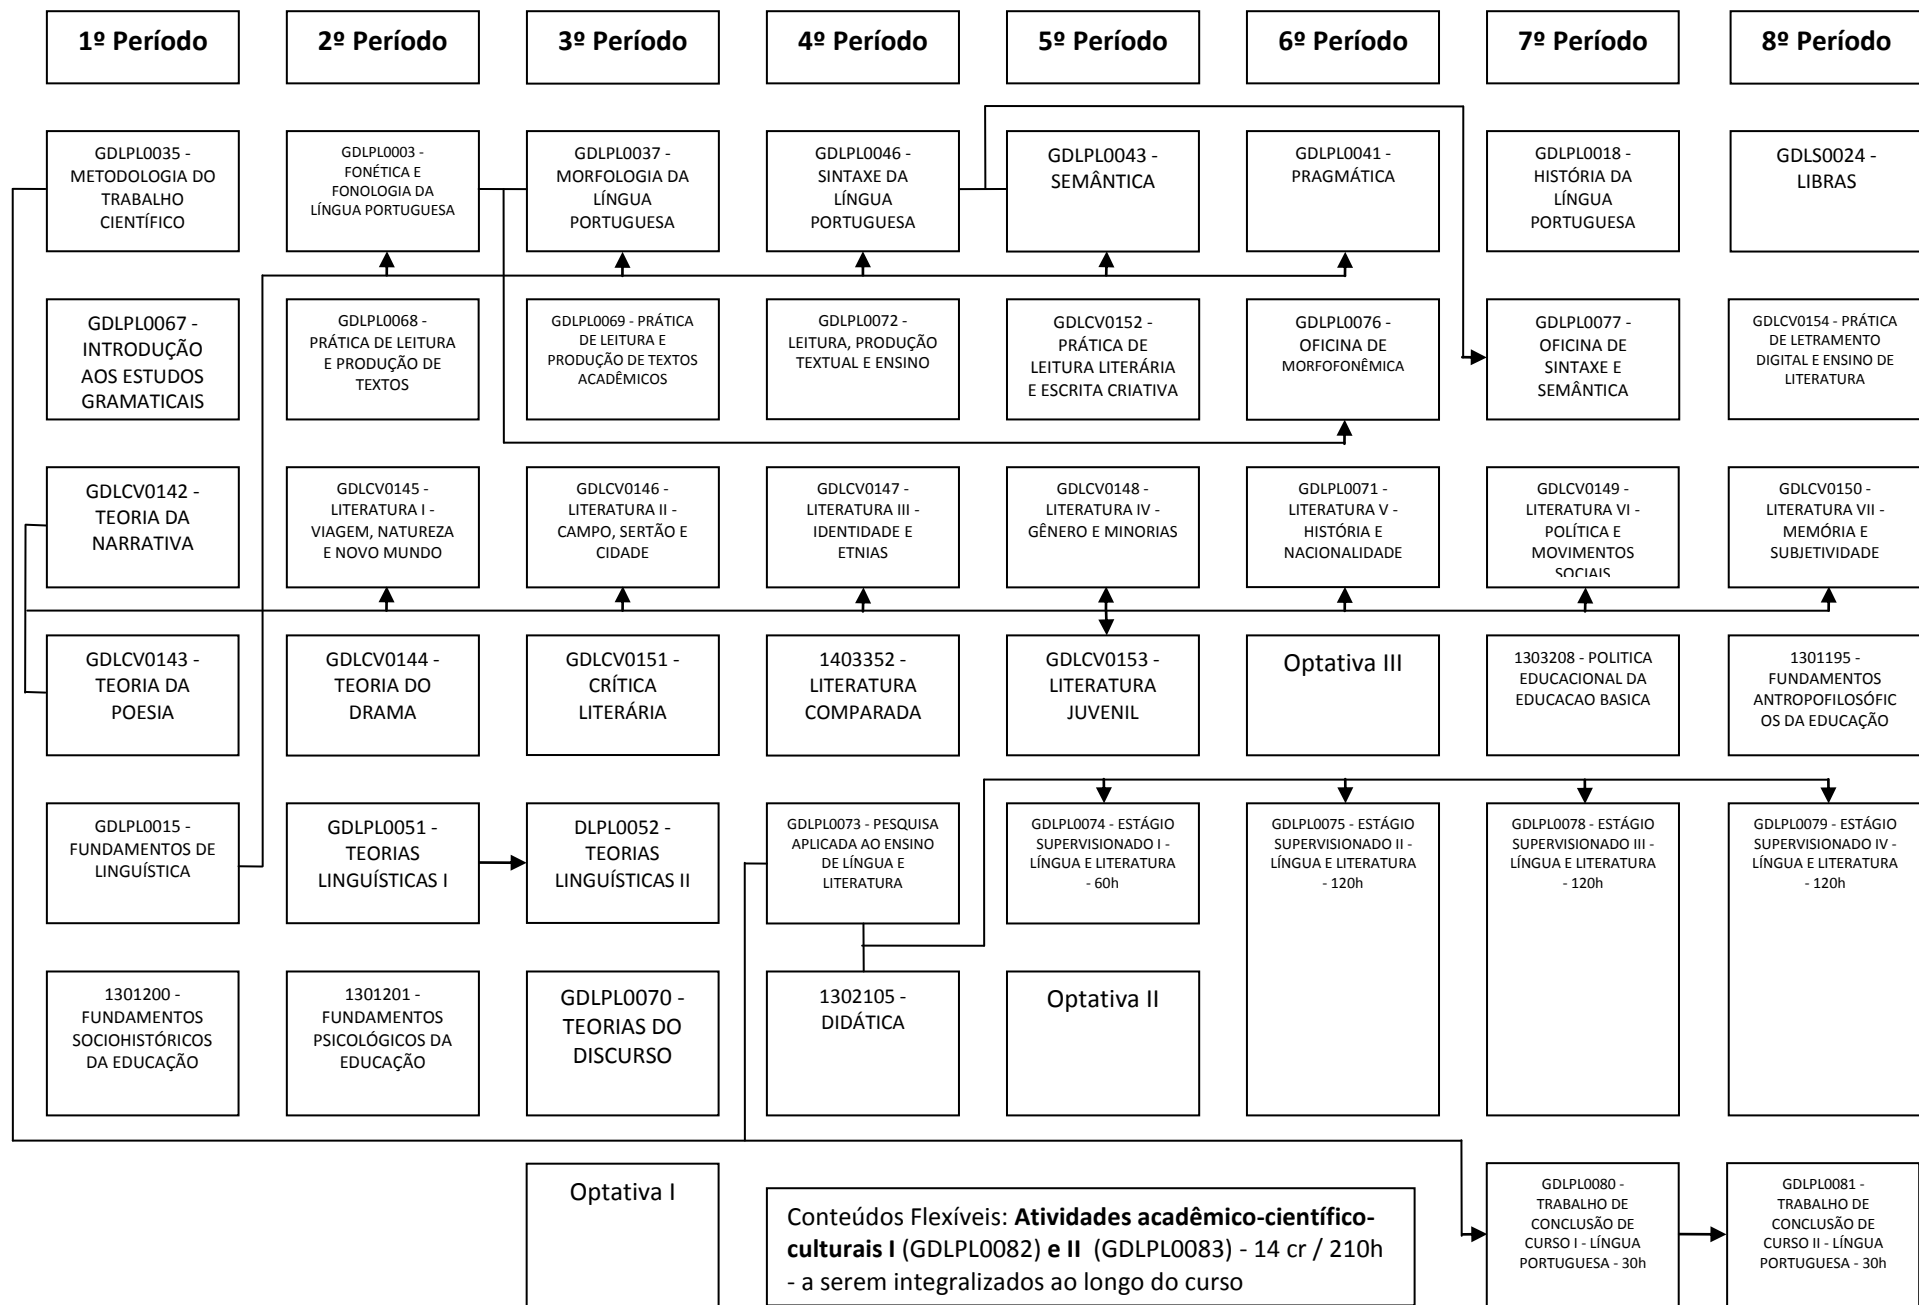 1º Período
2º Período
3º Período
4º Período
5º Período
6º Período
7º Período
8º Período
GDLPL0035 -
METODOLOGIA DO
TRABALHO
CIENTÍFICO
GDLPL0003 -
FONÉTICA E
FONOLOGIA DA
LÍNGUA PORTUGUESA
GDLPL0037 -
MORFOLOGIA DA
LÍNGUA
PORTUGUESA
GDLPL0046 -
SINTAXE DA
LÍNGUA
PORTUGUESA
GDLPL0043 -
SEMÂNTICA
GDLPL0041 -
PRAGMÁTICA
GDLPL0018 -
HISTÓRIA DA
LÍNGUA
PORTUGUESA
GDLS0024 -
LIBRAS
GDLPL0067 -
INTRODUÇÃO
AOS ESTUDOS
GRAMATICAIS
GDLPL0068 -
PRÁTICA DE LEITURA
E PRODUÇÃO DE
TEXTOS
GDLPL0069 - PRÁTICA
DE LEITURA E
PRODUÇÃO DE TEXTOS
ACADÊMICOS
GDLPL0072 -
LEITURA, PRODUÇÃO
TEXTUAL E ENSINO
GDLCV0152 -
PRÁTICA DE
LEITURA LITERÁRIA
E ESCRITA CRIATIVA
GDLPL0076 -
OFICINA DE
MORFOFONÊMICA
GDLPL0077 -
OFICINA DE
SINTAXE E
SEMÂNTICA
GDLCV0154 - PRÁTICA
DE LETRAMENTO
DIGITAL E ENSINO DE
LITERATURA
GDLCV0142 -
TEORIA DA
NARRATIVA
GDLCV0145 -
LITERATURA I -
VIAGEM, NATUREZA
E NOVO MUNDO
GDLCV0146 -
LITERATURA II -
CAMPO, SERTÃO E
CIDADE
GDLCV0147 -
LITERATURA III -
IDENTIDADE E
ETNIAS
GDLCV0148 -
LITERATURA IV -
GÊNERO E MINORIAS
GDLPL0071 -
LITERATURA V -
HISTÓRIA E
NACIONALIDADE
GDLCV0149 -
LITERATURA VI -
POLÍTICA E
MOVIMENTOS
SOCIAIS
GDLCV0150 -
LITERATURA VII -
MEMÓRIA E
SUBJETIVIDADE
GDLCV0143 -
TEORIA DA
POESIA
GDLCV0144 -
TEORIA DO
DRAMA
GDLCV0151 -
CRÍTICA
LITERÁRIA
1403352 -
LITERATURA
COMPARADA
GDLCV0153 -
LITERATURA
JUVENIL
Optativa III
1303208 - POLITICA
EDUCACIONAL DA
EDUCACAO BASICA
1301195 -
FUNDAMENTOS
ANTROPOFILOSÓFIC
OS DA EDUCAÇÃO
GDLPL0015 -
FUNDAMENTOS DE
LINGUÍSTICA
GDLPL0051 -
TEORIAS
LINGUÍSTICAS I
DLPL0052 -
TEORIAS
LINGUÍSTICAS II
GDLPL0073 - PESQUISA
APLICADA AO ENSINO
DE LÍNGUA E
LITERATURA
GDLPL0074 - ESTÁGIO
SUPERVISIONADO I -
LÍNGUA E LITERATURA
- 60h
GDLPL0075 - ESTÁGIO
SUPERVISIONADO II -
LÍNGUA E LITERATURA
- 120h
GDLPL0078 - ESTÁGIO
SUPERVISIONADO III -
LÍNGUA E LITERATURA
- 120h
GDLPL0079 - ESTÁGIO
SUPERVISIONADO IV -
LÍNGUA E LITERATURA
- 120h
1301200 -
FUNDAMENTOS
SOCIOHISTÓRICOS
DA EDUCAÇÃO
1301201 -
FUNDAMENTOS
PSICOLÓGICOS DA
EDUCAÇÃO
GDLPL0070 -
TEORIAS DO
DISCURSO
1302105 -
DIDÁTICA
Optativa II
Optativa I
Conteúdos Flexíveis: Atividades acadêmico-científico-
culturais I (GDLPL0082) e II (GDLPL0083) - 14 cr / 210h
- a serem integralizados ao longo do curso
GDLPL0080 -
TRABALHO DE
CONCLUSÃO DE
CURSO I - LÍNGUA
PORTUGUESA - 30h
GDLPL0081 -
TRABALHO DE
CONCLUSÃO DE
CURSO II - LÍNGUA
PORTUGUESA - 30h